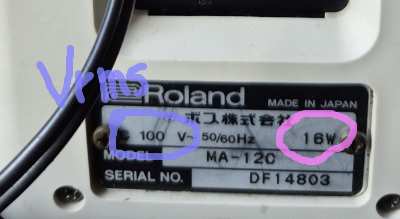 Vrms
Roland
MADE IN JAPAN
ボス株式会社
100 V~ 50/60Hz 16W
MODEL MA-12C
SERIAL NO. DF14803